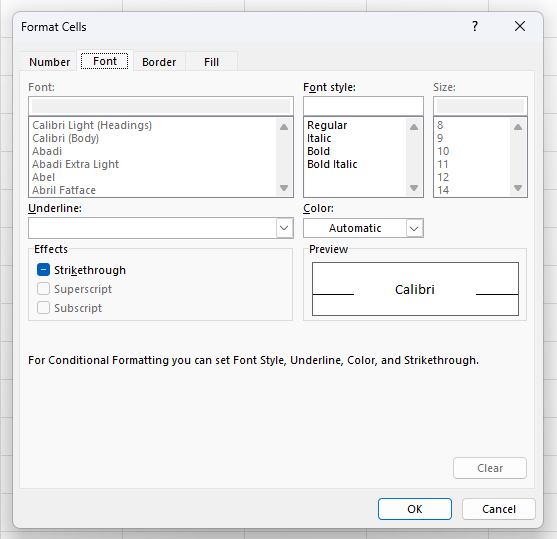 Format Cells
Number Font Border Fill
Font: Font style: Size:
Calibri Light (Headings) Regular 8
Calibri (Body) Italic 9
Abadi Bold 10
Abadi Extra Light Bold Italic 11
Abel 12
Abril Fatface 14
Underline: Color:
Automatic
Effects Preview
Strikethrough
Superscript Calibri
Subscript
For Conditional Formatting you can set Font Style, Underline, Color, and Strikethrough.
Clear
OK Cancel